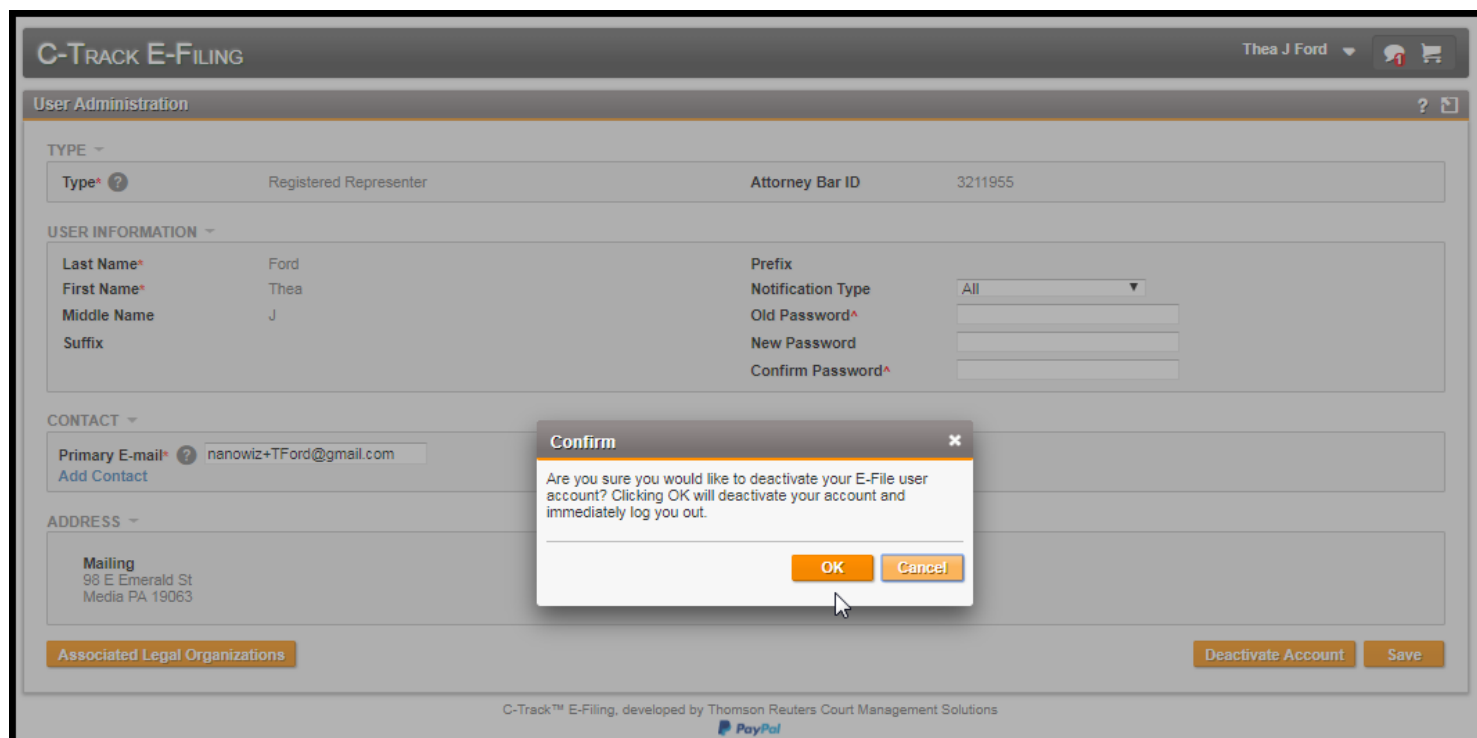 C-Track E-Filing
Thea J Ford
1
User Administration
?
TYPE
Type* ?
Registered Representer
Attorney Bar ID
3211955
USER INFORMATION
Last Name*
Ford
Prefix
First Name*
Thea
Notification Type
All
Middle Name
J
Old Password^
Suffix
New Password
Confirm Password^
CONTACT
Primary E-mail* ?
nanowiz+TFord@gmail.com
Add Contact
Confirm
Are you sure you would like to deactivate your E-File user
account? Clicking OK will deactivate your account and
immediately log you out.
OK
Cancel
ADDRESS
Mailing
98 E Emerald St
Media PA 19063
Associated Legal Organizations
Deactivate Account
Save
C-Track™ E-Filing, developed by Thomson Reuters Court Management Solutions
PayPal